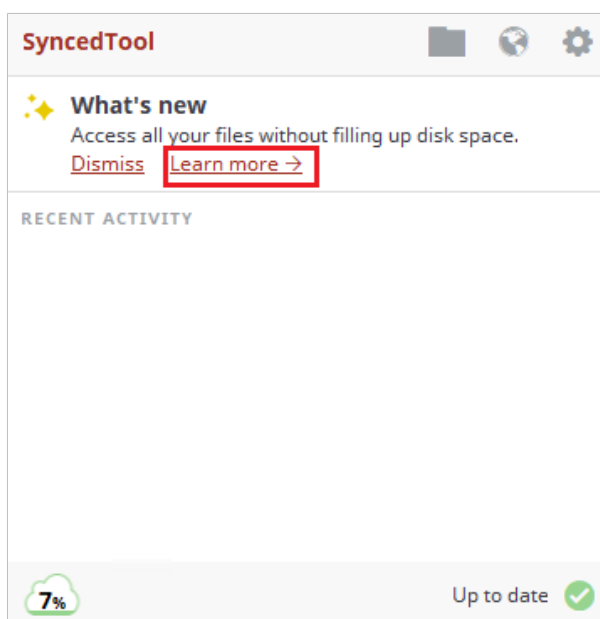 SyncedTool
What's new
Access all your files without filling up disk space.
Dismiss Learn more →
RECENT ACTIVITY
7% Up to date